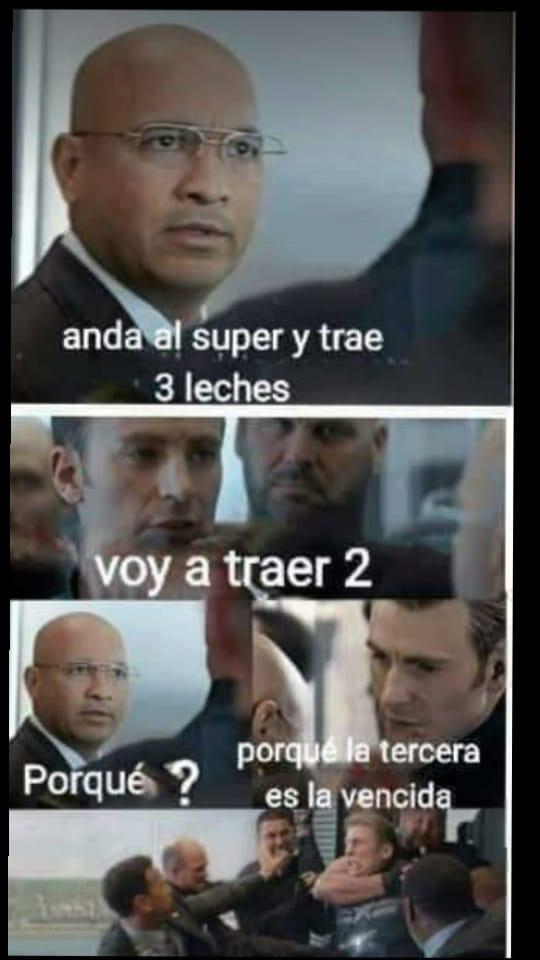 anda al super y trae
3 leches
voy a traer 2
Porqué ?
porqué la tercera
es la vencida